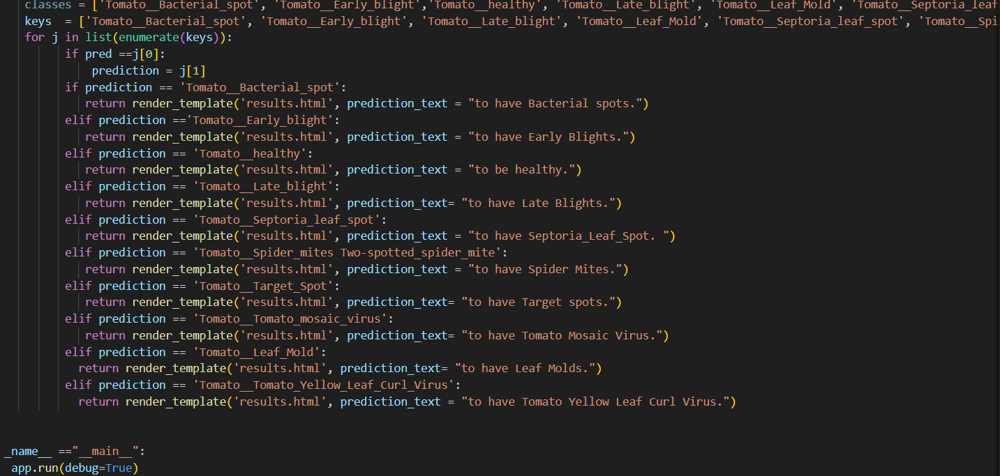 classes = ['Tomato__Bacterial_spot', 'Tomato__Early_blight','Tomato__healthy', 'Tomato__Late_blight', 'Tomato__Leaf_Mold', 'Tomato__Septoria_leaf
keys  = ['Tomato__Bacterial_spot', 'Tomato__Early_blight', 'Tomato__Late_blight', 'Tomato__Leaf_Mold', 'Tomato__Septoria_leaf_spot', 'Tomato__Spi
for j in list(enumerate(keys)):
if pred ==j[0]:
prediction = j[1]
if prediction == 'Tomato__Bacterial_spot':
return render_template('results.html', prediction_text = "to have Bacterial spots.")
elif prediction =='Tomato__Early_blight':
return render_template('results.html', prediction_text = "to have Early Blights.")
elif prediction == 'Tomato__healthy':
return render_template('results.html', prediction_text = "to be healthy.")
elif prediction == 'Tomato__Late_blight':
return render_template('results.html', prediction_text= "to have Late Blights.")
elif prediction == 'Tomato__Septoria_leaf_spot':
return render_template('results.html', prediction_text = "to have Septoria_Leaf_Spot. ")
elif prediction == 'Tomato__Spider_mites Two-spotted_spider_mite':
return render_template('results.html', prediction_text = "to have Spider Mites.")
elif prediction == 'Tomato__Target_Spot':
return render_template('results.html', prediction_text= "to have Target spots.")
elif prediction == 'Tomato__Tomato_mosaic_virus':
return render_template('results.html', prediction_text= "to have Tomato Mosaic Virus.")
elif prediction == 'Tomato__Leaf_Mold':
return render_template('results.html', prediction_text= "to have Leaf Molds.")
elif prediction == 'Tomato__Tomato_Yellow_Leaf_Curl_Virus':
return render_template('results.html', prediction_text = "to have Tomato Yellow Leaf Curl Virus.")
_name__ =="__main__":
app.run(debug=True)